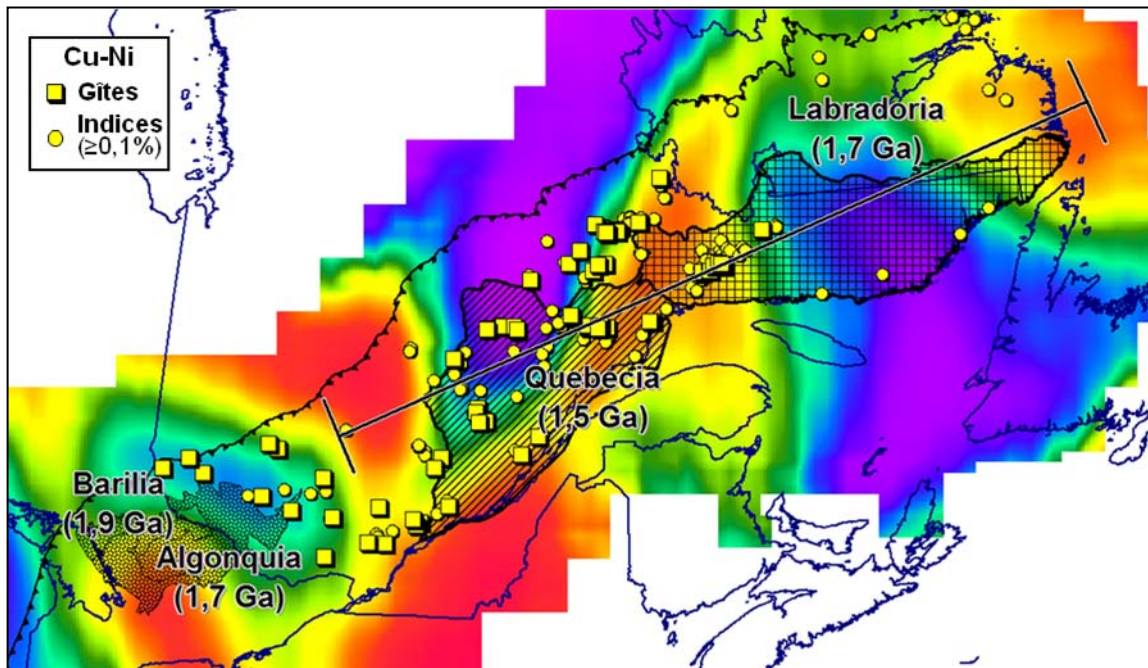 Cu-Ni
Gîtes
Indices
(≥0,1%)
Labradoria
(1,7 Ga)
Quebecia
(1,5 Ga)
Barilia
(1,9 Ga)
Algonquia
(1,7 Ga)